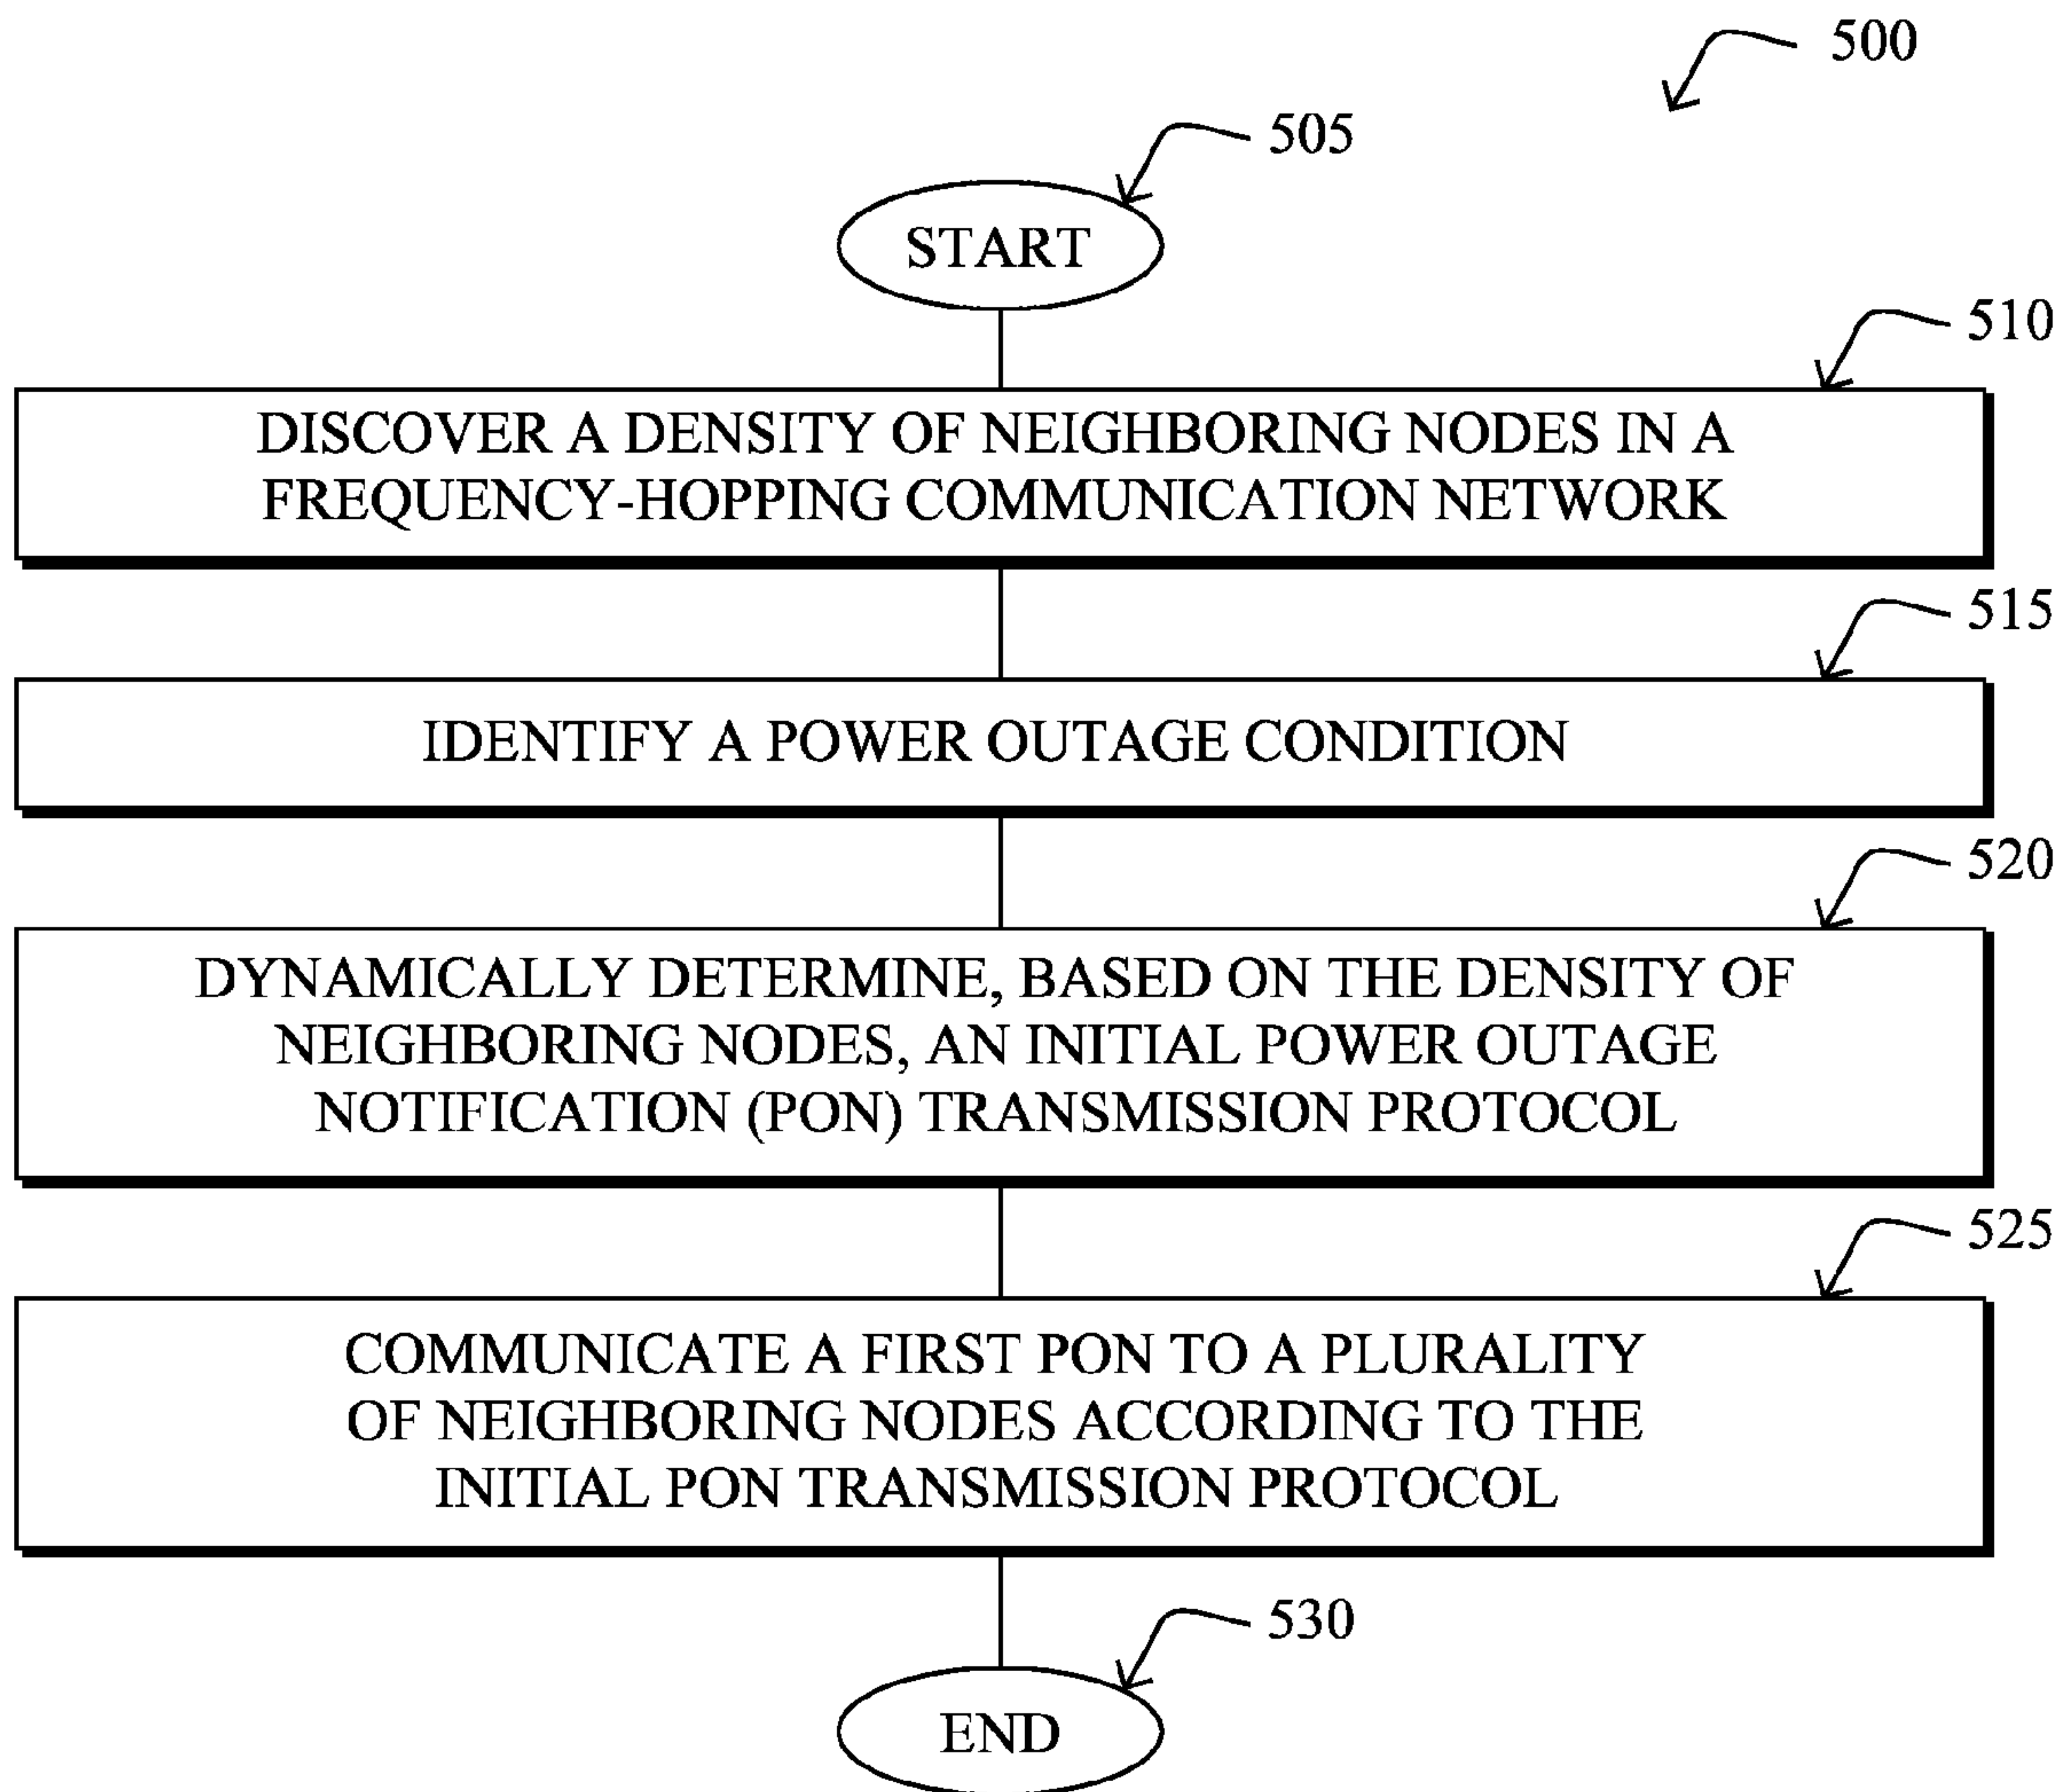 500
505
START
510
DISCOVER A DENSITY OF NEIGHBORING NODES IN A
FREQUENCY-HOPPING COMMUNICATION NETWORK
515
IDENTIFY A POWER OUTAGE CONDITION
520
DYNAMICALLY DETERMINE, BASED ON THE DENSITY OF
NEIGHBORING NODES, AN INITIAL POWER OUTAGE
NOTIFICATION (PON) TRANSMISSION PROTOCOL
525
COMMUNICATE A FIRST PON TO A PLURALITY
OF NEIGHBORING NODES ACCORDING TO THE
INITIAL PON TRANSMISSION PROTOCOL
530
END